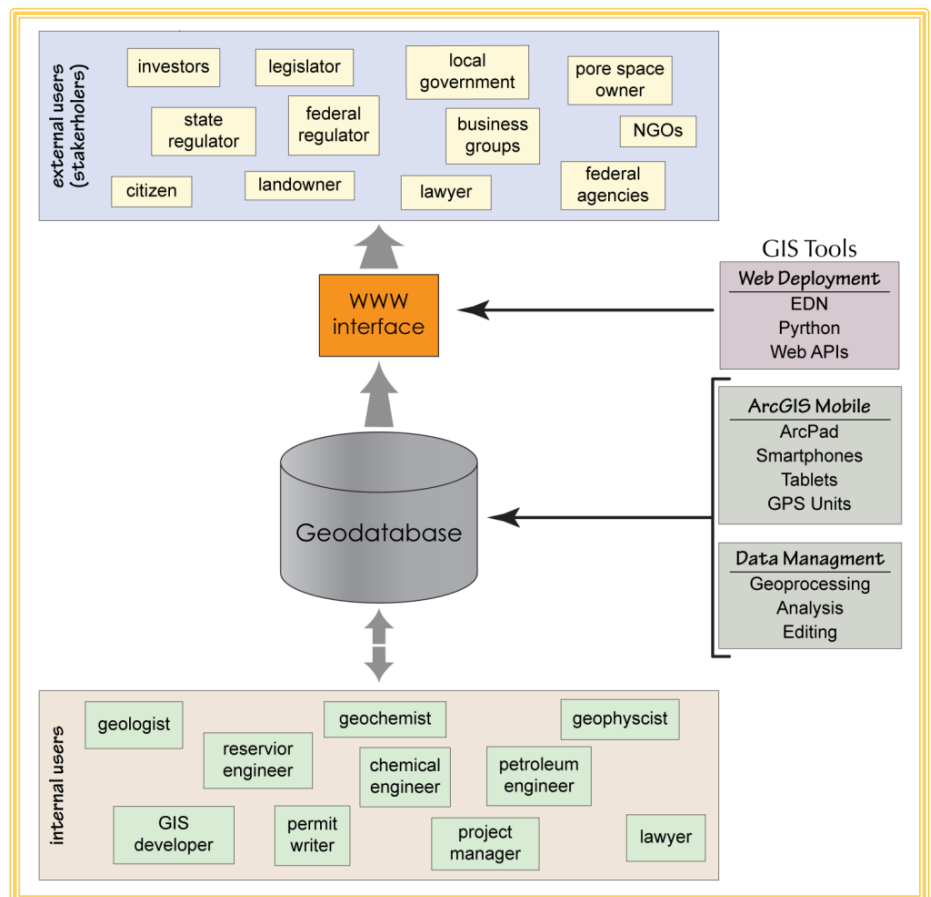 external users
(stakerholers)
investors
legislator
local
government
pore space
owner
state
regulator
federal
regulator
business
groups
NGOs
citizen
landowner
lawyer
federal
agencies
WWW
interface
GIS Tools
Web Deployment
EDN
Pyrthon
Web APIs
ArcGIS Mobile
ArcPad
Smartphones
Tablets
GPS Units
Geodatabase
Data Managment
Geoprocessing
Analysis
Editing
internal users
geologist
geochemist
geophyscist
reservior
engineer
chemical
engineer
petroleum
engineer
GIS
developer
permit
writer
project
manager
lawyer